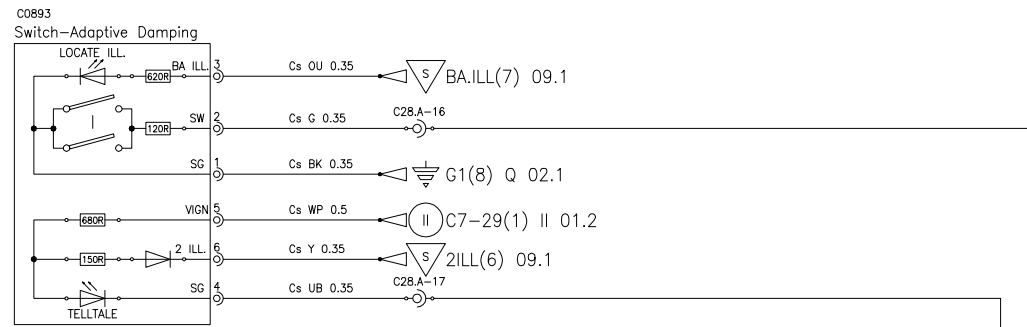 C0893
Switch-Adaptive Damping
LOCATE ILL.
620R BA ILL. 3 Cs OU 0.35 S BA.ILL(7) 09.1
120R SW 2 Cs G 0.35 C28.A-16
SG 1 Cs BK 0.35 G1(8) Q 02.1
680R VIGN 5 Cs WP 0.5 II C7-29(1) II 01.2
150R 2 ILL. 6 Cs Y 0.35 S 2ILL(6) 09.1
SG 4 Cs UB 0.35 C28.A-17
TELLTALE